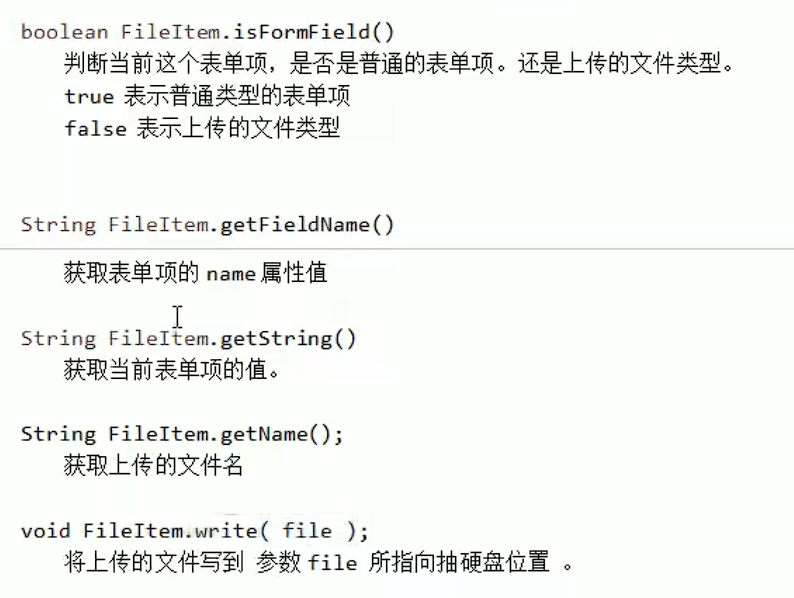 boolean FileItem.isFormField()
判断当前这个表单项，是否是普通的表单项。还是上传的文件类型。
true 表示普通类型的表单项
false 表示上传的文件类型
String FileItem.getFieldName()
获取表单项的 name 属性值
String FileItem.getString()
获取当前表单项的值。
String FileItem.getName();
获取上传的文件名
void FileItem.write( file );
将上传的文件写到 参数 file 所指向抽硬盘位置 。